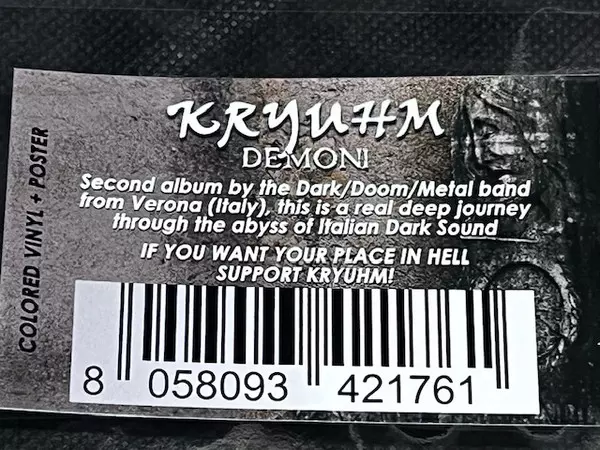 KRYUHM
DEMONI
Second album by the Dark/Doom/Metal band
from Verona (Italy), this is a real deep journey
through the abyss of Italian Dark Sound
IF YOU WANT YOUR PLACE IN HELL
SUPPORT KRYUHM!
COLORED VINYL + POSTER
8 058093 421761